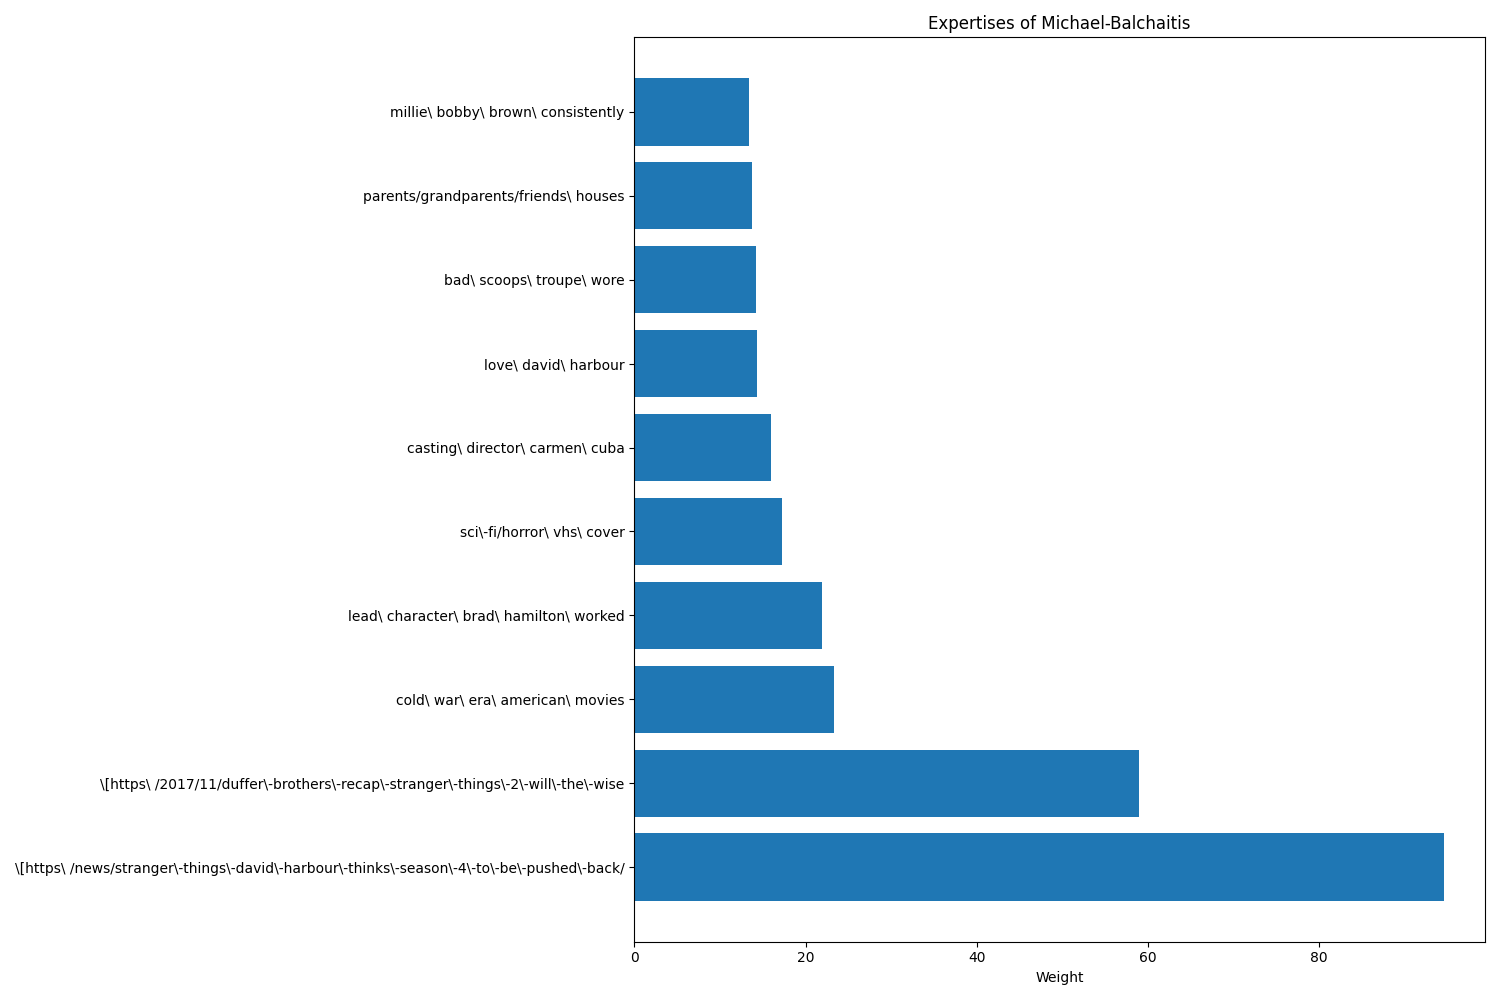 Expertises of Michael-Balchaitis
millie\ bobby\ brown\ consistently
parents/grandparents/friends\ houses
bad\ scoops\ troupe\ wore
love\ david\ harbour
casting\ director\ carmen\ cuba
sci\-fi/horror\ vhs\ cover
lead\ character\ brad\ hamilton\ worked
cold\ war\ era\ american\ movies
\[https\ /2017/11/duffer\-brothers\-recap\-stranger\-things\-2\-will\-the\-wise
\[https\ /news/stranger\-things\-david\-harbour\-thinks\-season\-4\-to\-be\-pushed\-back/
0 20 40 60 80
Weight